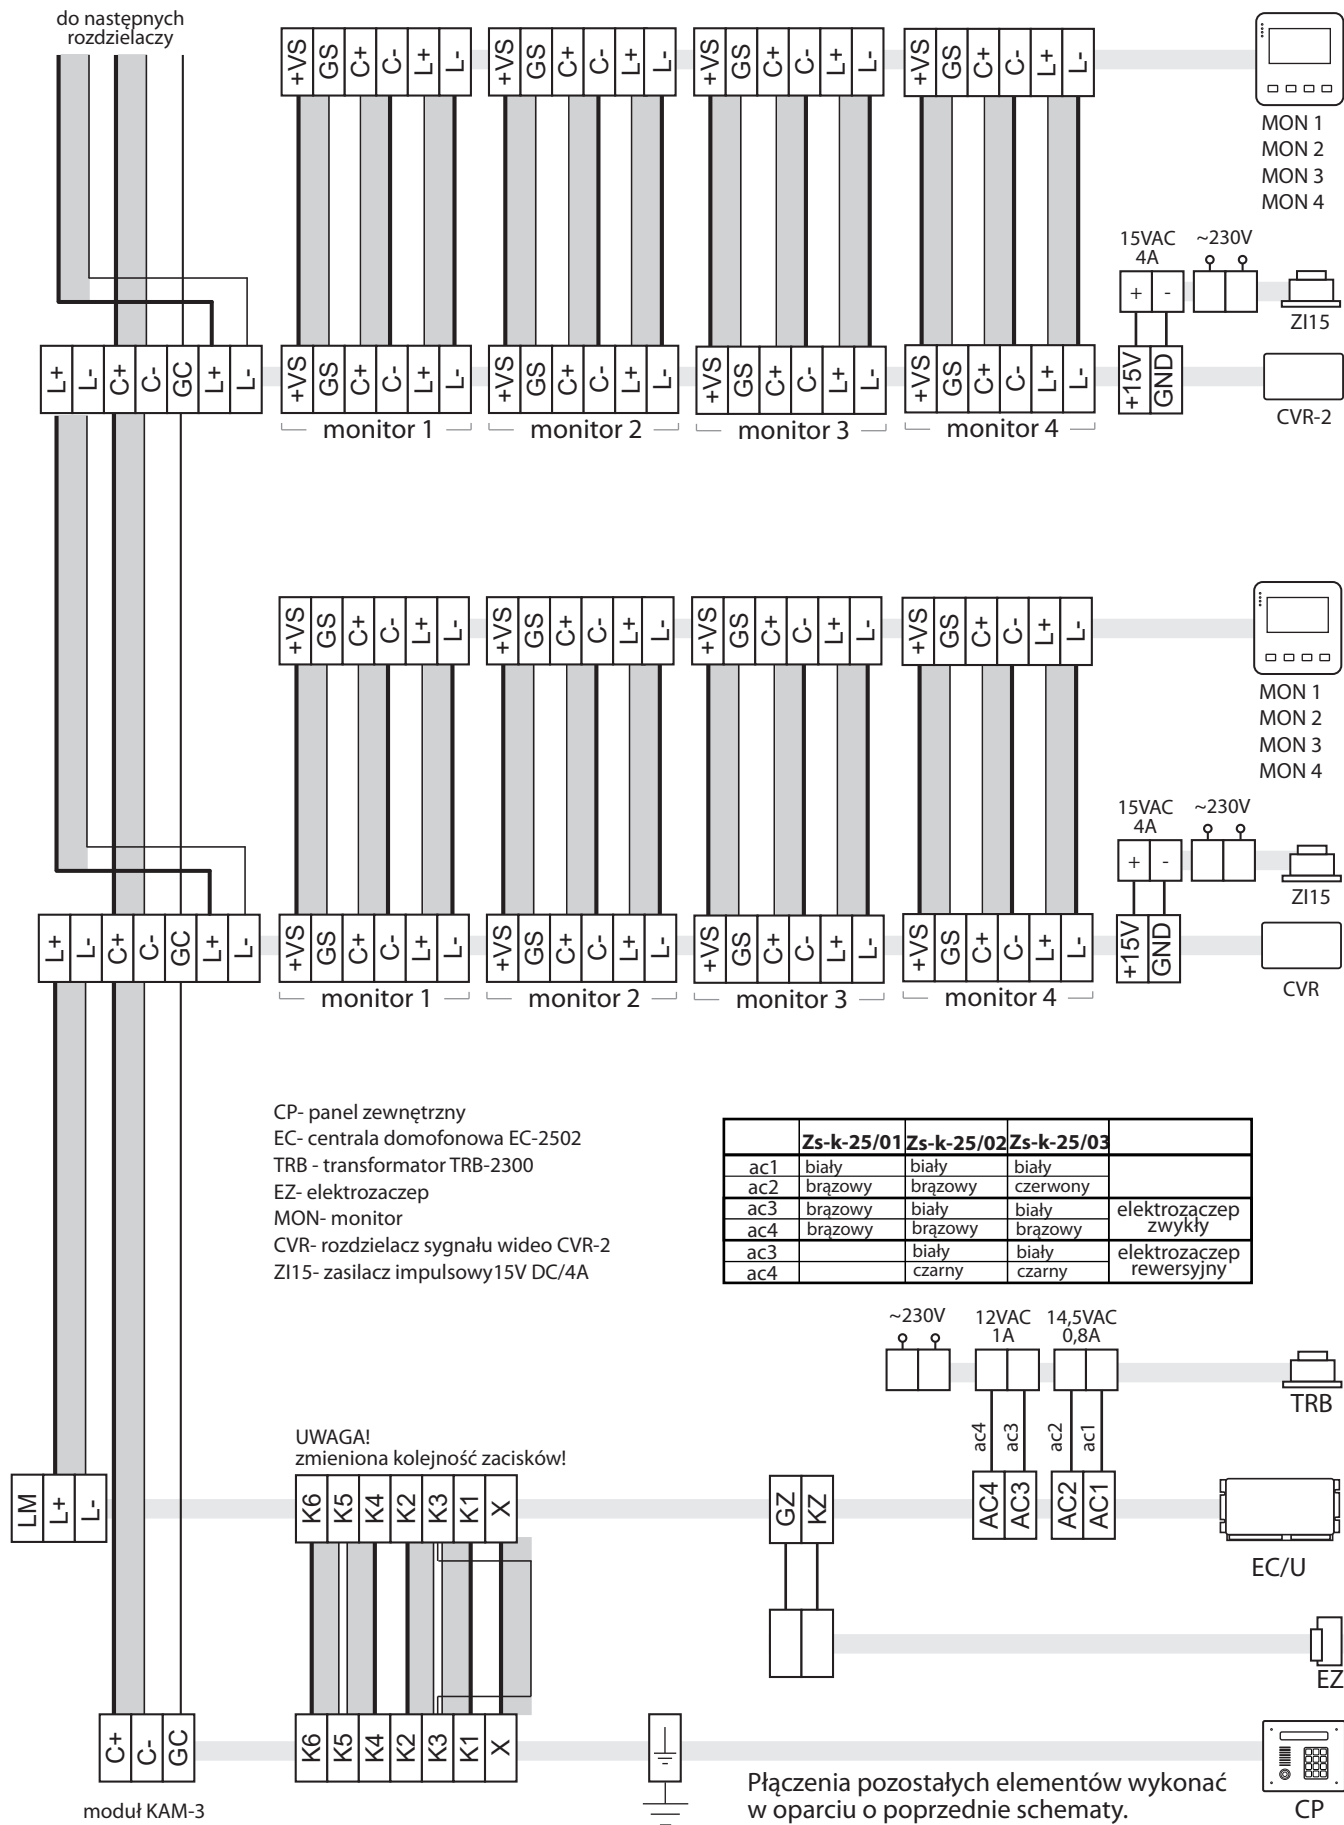 do następnych
rozdzielaczy
+VS GS C+ C- L+ L- +VS GS C+ C- L+ L- +VS GS C+ C- L+ L- +VS GS C+ C- L+ L-
MON 1
MON 2
MON 3
MON 4
15VAC
4A
~230V
+ -
ZI15
L+ L- C+ C- GC L+ L- +VS GS C+ C- L+ L- +VS GS C+ C- L+ L- +VS GS C+ C- L+ L- +VS GS C+ C- L+ L- +15V GND
CVR-2
monitor 1 monitor 2 monitor 3 monitor 4
+VS GS C+ C- L+ L- +VS GS C+ C- L+ L- +VS GS C+ C- L+ L- +VS GS C+ C- L+ L-
MON 1
MON 2
MON 3
MON 4
15VAC
4A
~230V
+ -
ZI15
L+ L- C+ C- GC L+ L- +VS GS C+ C- L+ L- +VS GS C+ C- L+ L- +VS GS C+ C- L+ L- +VS GS C+ C- L+ L- +15V GND
CVR
monitor 1 monitor 2 monitor 3 monitor 4
CP- panel zewnętrzny
EC- centrala domofonowa EC-2502
TRB - transformator TRB-2300
EZ- elektrozaczep
MON- monitor
CVR- rozdzielacz sygnału wideo CVR-2
ZI15- zasilacz impulsowy15V DC/4A
Zs-k-25/01 Zs-k-25/02 Zs-k-25/03
ac1 biały biały biały
ac2 brązowy brązowy czerwony
ac3 brązowy biały biały elektrozaczep
ac4 brązowy brązowy brązowy zwykły
ac3 biały biały elektrozaczep
ac4 czarny czarny rewersyjny
~230V
12VAC
1A
14,5VAC
0,8A
TRB
ac4 ac3 ac2 ac1
UWAGA!
zmieniona kolejność zacisków!
LM L+ L- K6 K5 K4 K2 K3 K1 X GZ KZ AC4 AC3 AC2 AC1
EC/U
EZ
C+ C- GC K6 K5 K4 K2 K3 K1 X
moduł KAM-3
Płączenia pozostałych elementów wykonać
w oparciu o poprzednie schematy.
CP